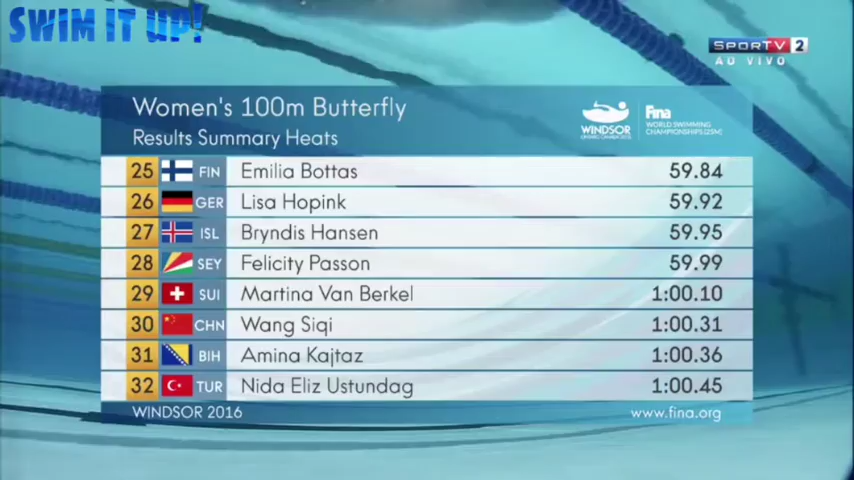 SWIM IT UP!
SPORTV 2
AO VIVO
Women's 100m Butterfly
Results Summary Heats
WINDSOR
Fina
WORLD SWIMMING
CHAMPIONSHIPS (25M)
25 FIN Emilia Bottas 59.84
26 GER Lisa Hopink 59.92
27 ISL Bryndis Hansen 59.95
28 SEY Felicity Passon 59.99
29 SUI Martina Van Berkel 1:00.10
30 CHN Wang Siqi 1:00.31
31 BIH Amina Kajtaz 1:00.36
32 TUR Nida Eliz Ustundag 1:00.45
WINDSOR 2016 www.fina.org